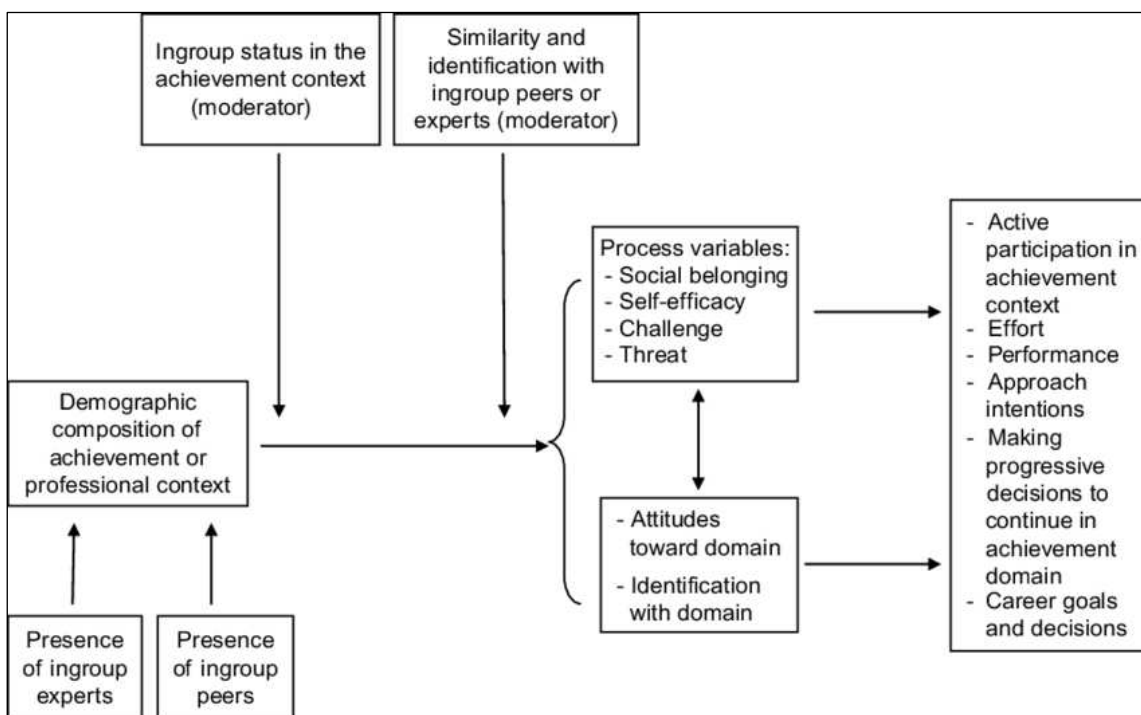 Ingroup status in the
achievement context
(moderator)
Similarity and
identification with
ingroup peers or
experts (moderator)
Process variables:
- Social belonging
- Self-efficacy
- Challenge
- Threat
- Active
participation in
achievement
context
- Effort
- Performance
- Approach
intentions
- Making
progressive
decisions to
continue in
achievement
domain
- Career goals
and decisions
Demographic
composition of
achievement or
professional context
- Attitudes
toward domain
- Identification
with domain
Presence
of ingroup
experts
Presence
of ingroup
peers